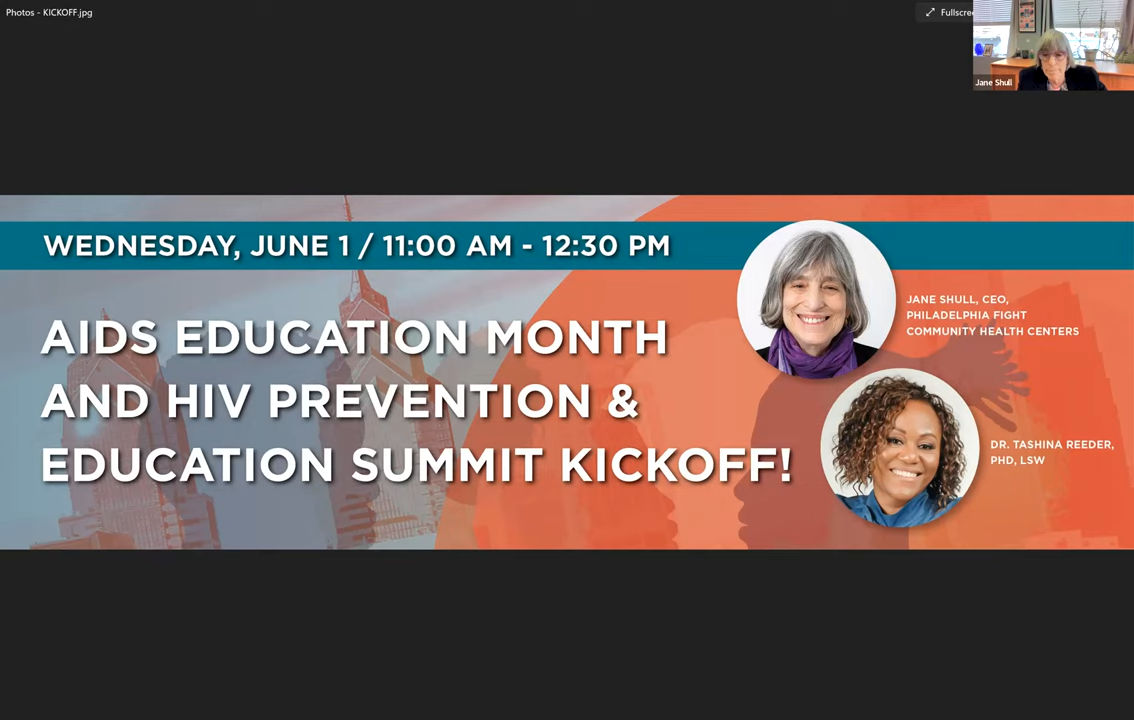 Photos - KICKOFF.jpg
Jane Shull
WEDNESDAY, JUNE 1 / 11:00 AM - 12:30 PM
AIDS EDUCATION MONTH
AND HIV PREVENTION &
EDUCATION SUMMIT KICKOFF!
JANE SHULL, CEO,
PHILADELPHIA FIGHT
COMMUNITY HEALTH CENTERS
DR. TASHINA REEDER,
PHD, LSW